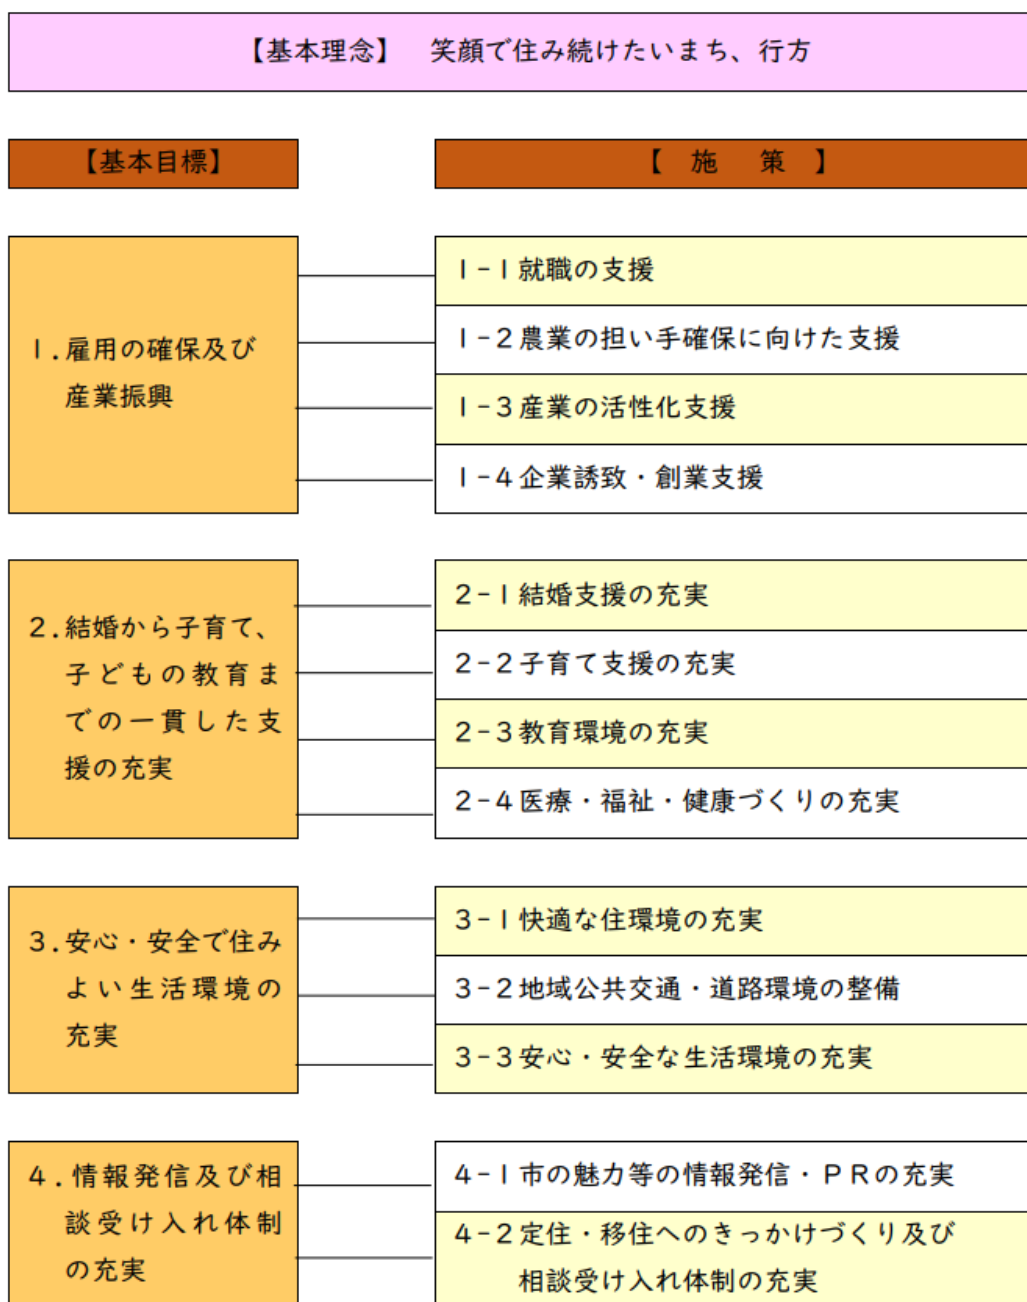 【基本理念】　笑顔で住み続けたいまち、行方
【基本目標】
【　施　策　】
1．雇用の確保及び
産業振興
1-1就職の支援
1-2農業の担い手確保に向けた支援
1-3産業の活性化支援
1-4企業誘致・創業支援
2．結婚から子育て、
子どもの教育ま
での一貫した支
援の充実
2-1結婚支援の充実
2-2子育て支援の充実
2-3教育環境の充実
2-4医療・福祉・健康づくりの充実
3．安心・安全で住み
よい生活環境の
充実
3-1快適な住環境の充実
3-2地域公共交通・道路環境の整備
3-3安心・安全な生活環境の充実
4．情報発信及び相
談受け入れ体制
の充実
4-1市の魅力等の情報発信・ＰＲの充実
4-2定住・移住へのきっかけづくり及び
相談受け入れ体制の充実